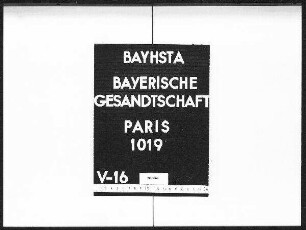 BAYHSTA
BAYERISCHE
GESANDTSCHAFT
PARIS
1019
V-16